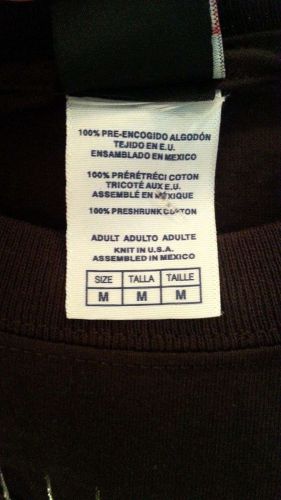 100% PRE-ENCOGIDO ALGODÓN
TEJIDO EN E.U.
ENSAMBLADO EN MEXICO
100% PRÉRÉTRÉCI COTON
TRICOTÉ AUX E.U.
ASSEMBLÉ EN MEXIQUE
100% PRESHRUNK COTTON
ADULT ADULTO ADULTE
KNIT IN U.S.A.
ASSEMBLED IN MEXICO
SIZE TALLA TAILLE
M M M